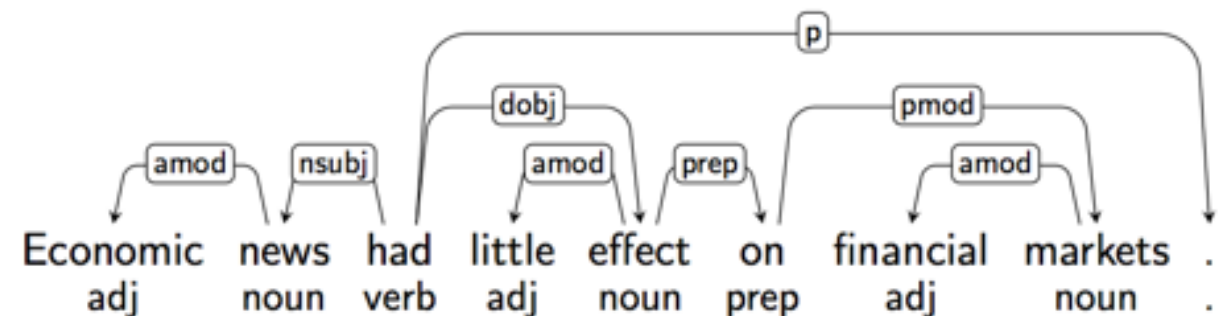 p
dobj pmod
amod nsubj amod prep amod
Economic news had little effect on financial markets .
adj noun verb adj noun prep adj noun .